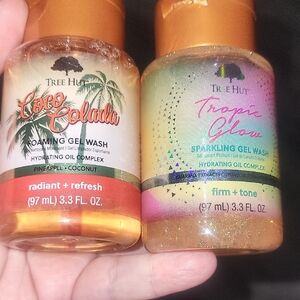 TREE HUT
Coco
Colada
FOAMING GEL WASH
HYDRATING OIL COMPLEX
PINEAPPLE • COCONUT
radiant + refresh
(97 mL) 3.3 FL. OZ.
TREE HUT
Tropic
Glow
SPARKLING GEL WASH
HYDRATING OIL COMPLEX
firm + tone
(97 mL) 3.3 FL. OZ.